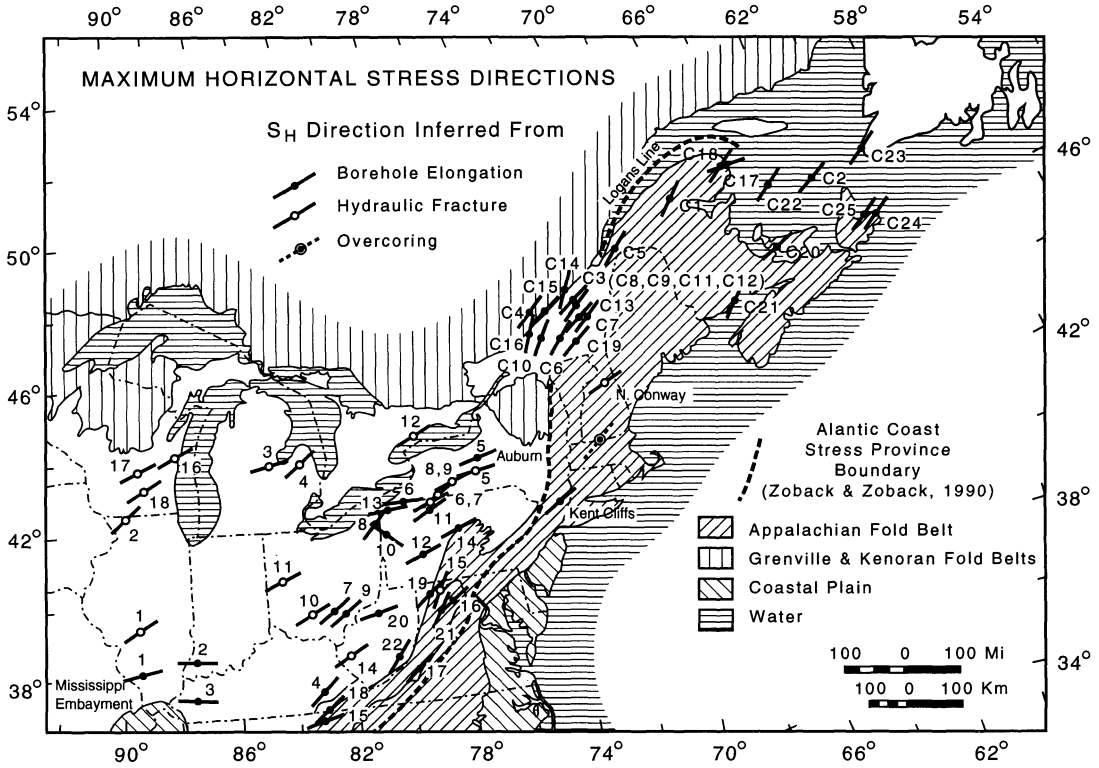 90° 86° 82° 78° 74° 70° 66° 62° 58° 54°
MAXIMUM HORIZONTAL STRESS DIRECTIONS
54°
S_H Direction Inferred From
Borehole Elongation
Hydraulic Fracture
Overcoring
Logans Line
C18
C23
46°
C17
C2
C1
C22
C25
C24
50°
C5
C20
C14
C3 (C8, C9, C11, C12)
C15
C4
C13
C21
C7
42°
C16
C19
C10
C6
46°
N. Conway
12
5
Auburn
Alantic Coast
Stress Province
Boundary
(Zoback & Zoback, 1990)
17
16
3
4
8,9
5
18
13
6
6,7
38°
2
8
11
Kent Cliffs
42°
10
12
14
Appalachian Fold Belt
15
Grenville & Kenoran Fold Belts
11
19
Coastal Plain
10
7
9
16
Water
1
20
21
2
22
14
17
100 0 100 Mi
34°
1
Mississippi
Embayment
3
4
18
100 0 100 Km
38°
15
90° 86° 82° 78° 74° 70° 66° 62°